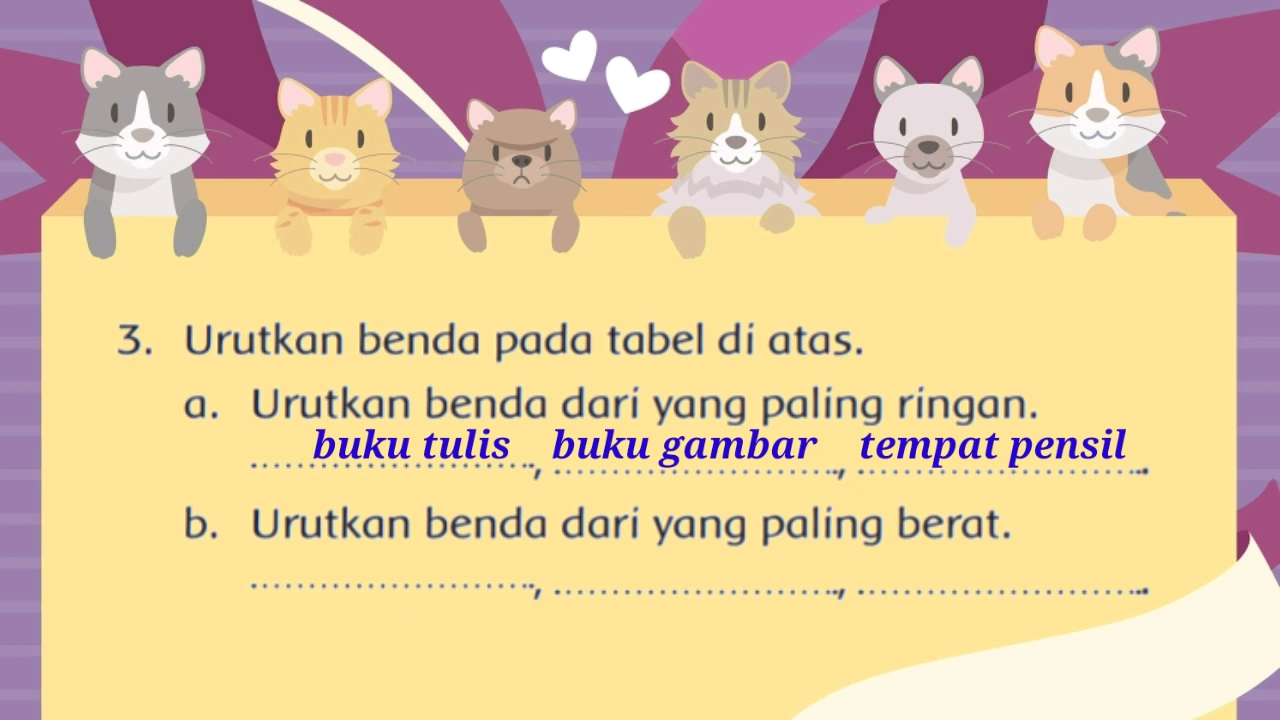 3. Urutkan benda pada tabel di atas.
a. Urutkan benda dari yang paling ringan.
buku tulis, buku gambar, tempat pensil.
b. Urutkan benda dari yang paling berat.
........................, ........................, ........................